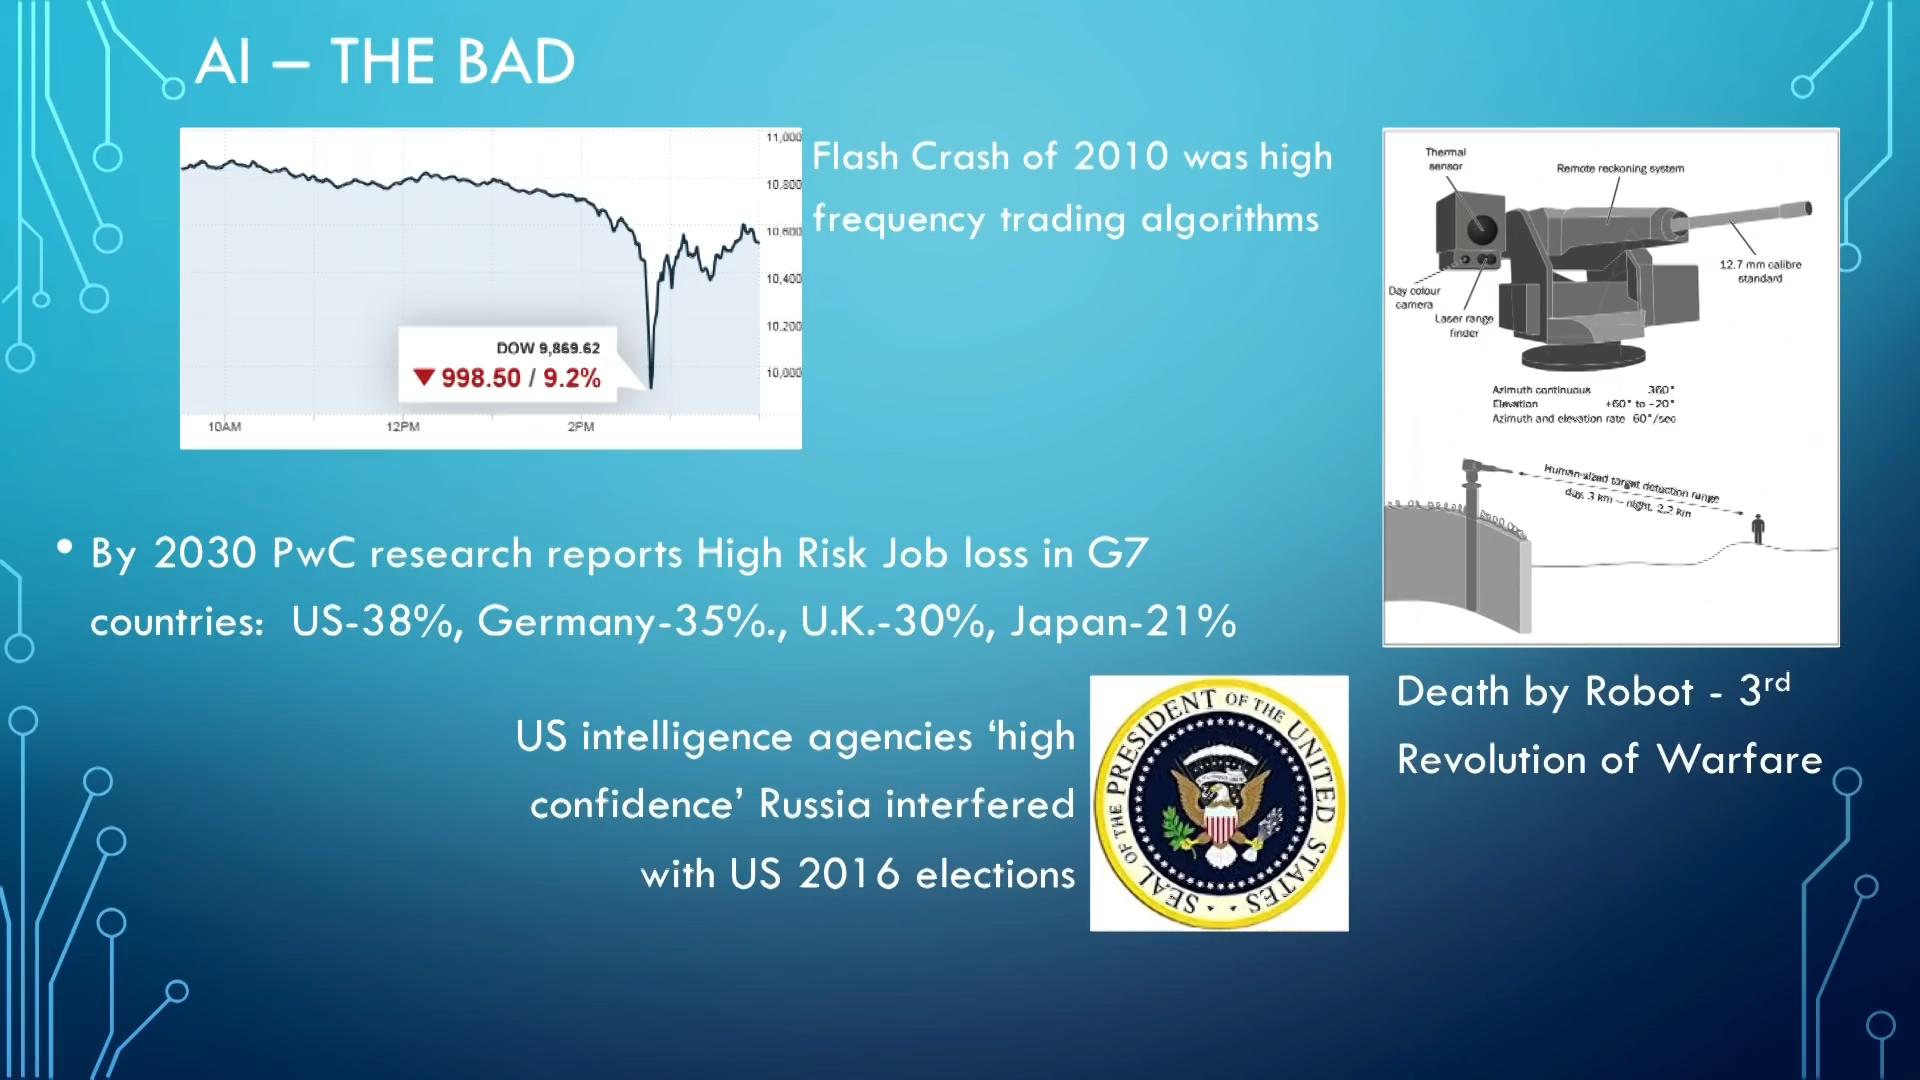 AI – THE BAD
11,000
10,800
10,600
10,400
10,200
10,000
DOW 9,869.62
▼ 998.50 / 9.2%
10AM 12PM 2PM
Flash Crash of 2010 was high
frequency trading algorithms
Thermal
sensor
Remote reckoning system
12.7 mm calibre
standard
Day colour
camera
Laser range
finder
Azimuth continuous 360°
Elevation +60° to -20°
Azimuth and elevation rate 60°/sec
Human-sized target detection range
day, 3 km – night, 2.2 km
• By 2030 PwC research reports High Risk Job loss in G7
countries: US-38%, Germany-35%., U.K.-30%, Japan-21%
Death by Robot - 3rd
Revolution of Warfare
US intelligence agencies ‘high
confidence’ Russia interfered
with US 2016 elections
SEAL OF THE PRESIDENT OF THE UNITED STATES